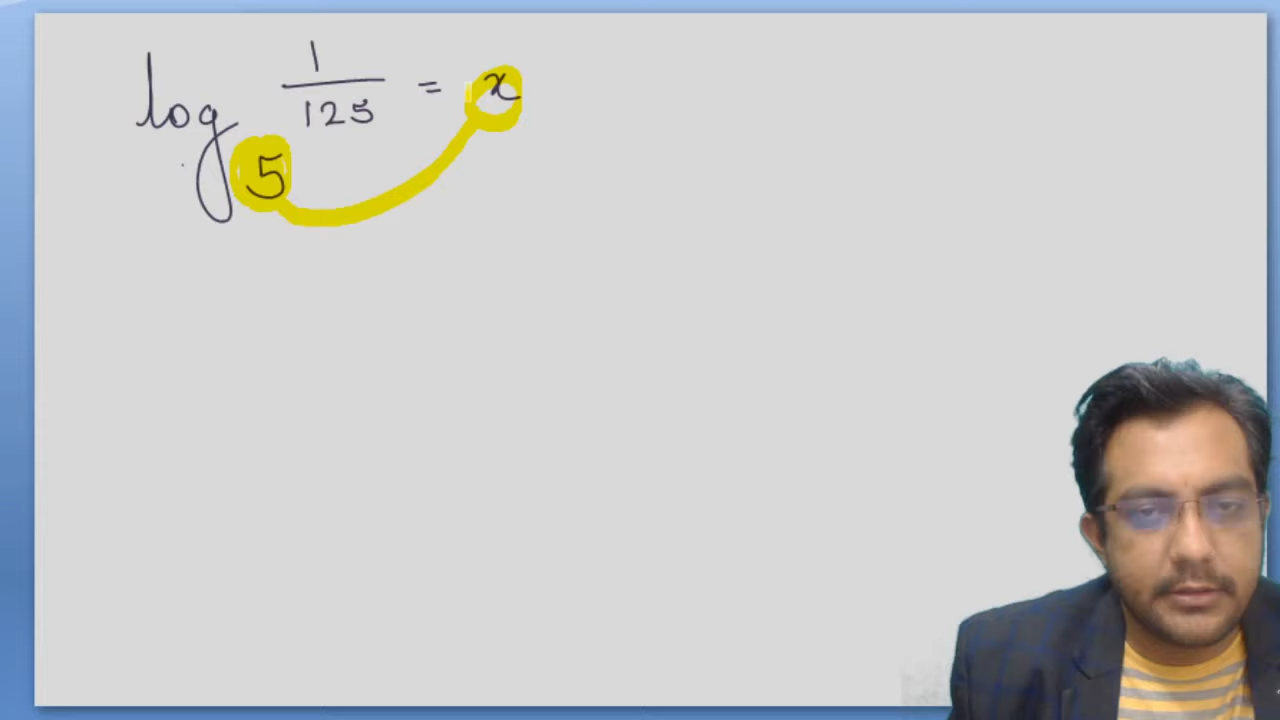 log₅ 1/125 = x